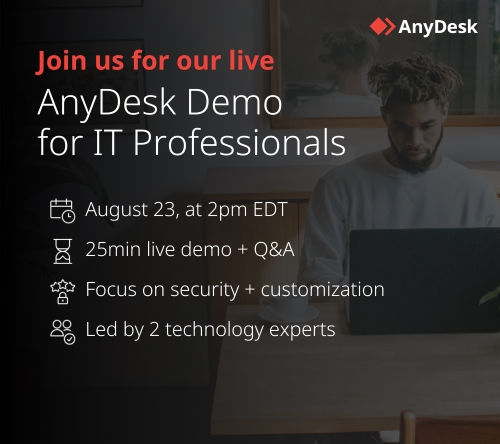 AnyDesk
Join us for our live
AnyDesk Demo
for IT Professionals
August 23, at 2pm EDT
25min live demo + Q&A
Focus on security + customization
Led by 2 technology experts